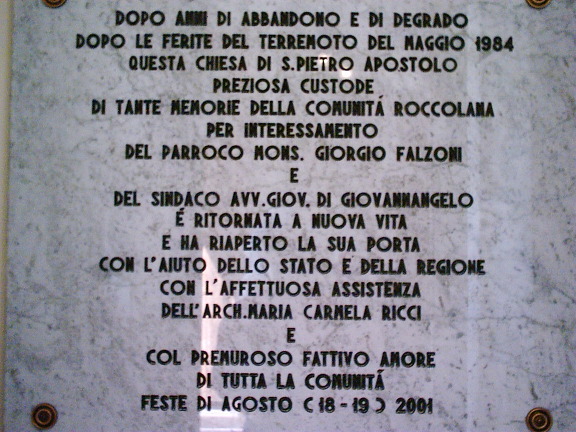 DOPO ANNI DI ABBANDONO E DI DEGRADO
DOPO LE FERITE DEL TERREMOTO DEL MAGGIO 1984
QUESTA CHIESA DI S.PIETRO APOSTOLO
PREZIOSA CUSTODE
DI TANTE MEMORIE DELLA COMUNITÁ ROCCOLANA
PER INTERESSAMENTO
DEL PARROCO MONS. GIORGIO FALZONI
E
DEL SINDACO AVV.GIOV. DI GIOVANNANGELO
É RITORNATA A NUOVA VITA
E HA RIAPERTO LA SUA PORTA
CON L'AIUTO DELLO STATO E DELLA REGIONE
CON L'AFFETTUOSA ASSISTENZA
DELL'ARCH.MARIA CARMELA RICCI
E
COL PREMUROSO FATTIVO AMORE
DI TUTTA LA COMUNITÁ
FESTE DI AGOSTO (18-19) 2001